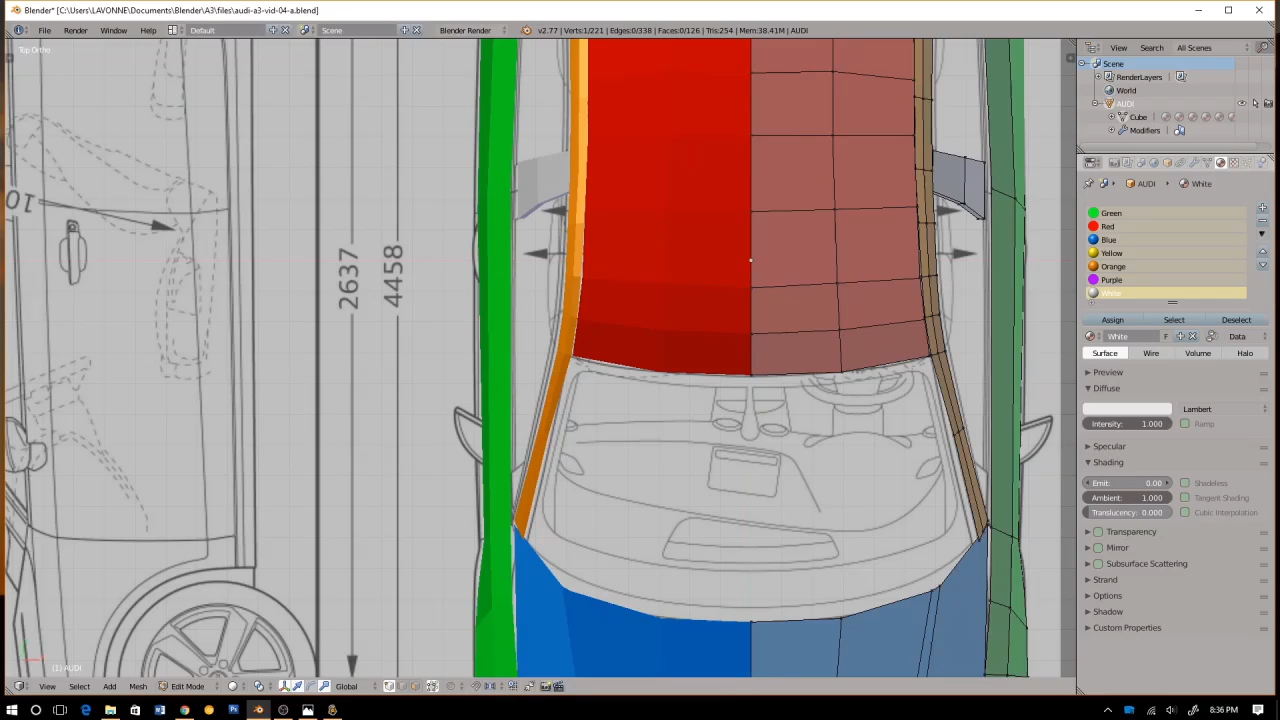 Blender* [C:\Users\LAVONNE\Documents\Blender\A3\files\audi-a3-vid-04-a.blend]
File Render Window Help Default Scene Blender Render v2.77 | Verts:1/221 | Edges:0/338 | Faces:0/126 | Tris:254 | Mem:38.41M | AUDI
Top Ortho
View Search All Scenes
Scene
RenderLayers
World
AUDI
Cube
Modifiers
AUDI White
10
2637
4458
Green
Red
Blue
Yellow
Orange
Purple
White
Assign Select Deselect
White F Data
Surface Wire Volume Halo
Preview
Diffuse
Lambert
Intensity: 1.000 Ramp
Specular
Shading
Emit: 0.00 Shadeless
Ambient: 1.000 Tangent Shading
Translucency: 0.000 Cubic Interpolation
Transparency
Mirror
Subsurface Scattering
Strand
Options
Shadow
Custom Properties
(1) AUDI
View Select Add Mesh Edit Mode Global
8:36 PM